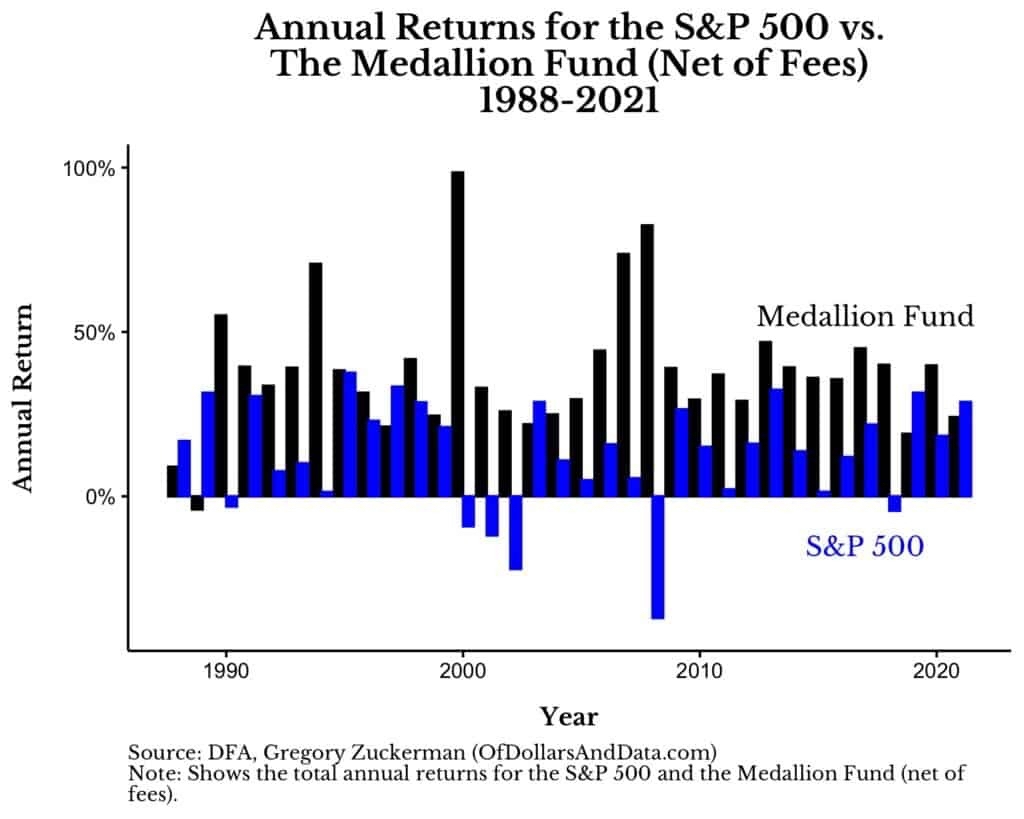 Annual Returns for the S&P 500 vs.
The Medallion Fund (Net of Fees)
1988-2021
100%
50%
0%
Annual Return
Medallion Fund
S&P 500
1990
2000
2010
2020
Year
Source: DFA, Gregory Zuckerman (OfDollarsAndData.com)
Note: Shows the total annual returns for the S&P 500 and the Medallion Fund (net of
fees).